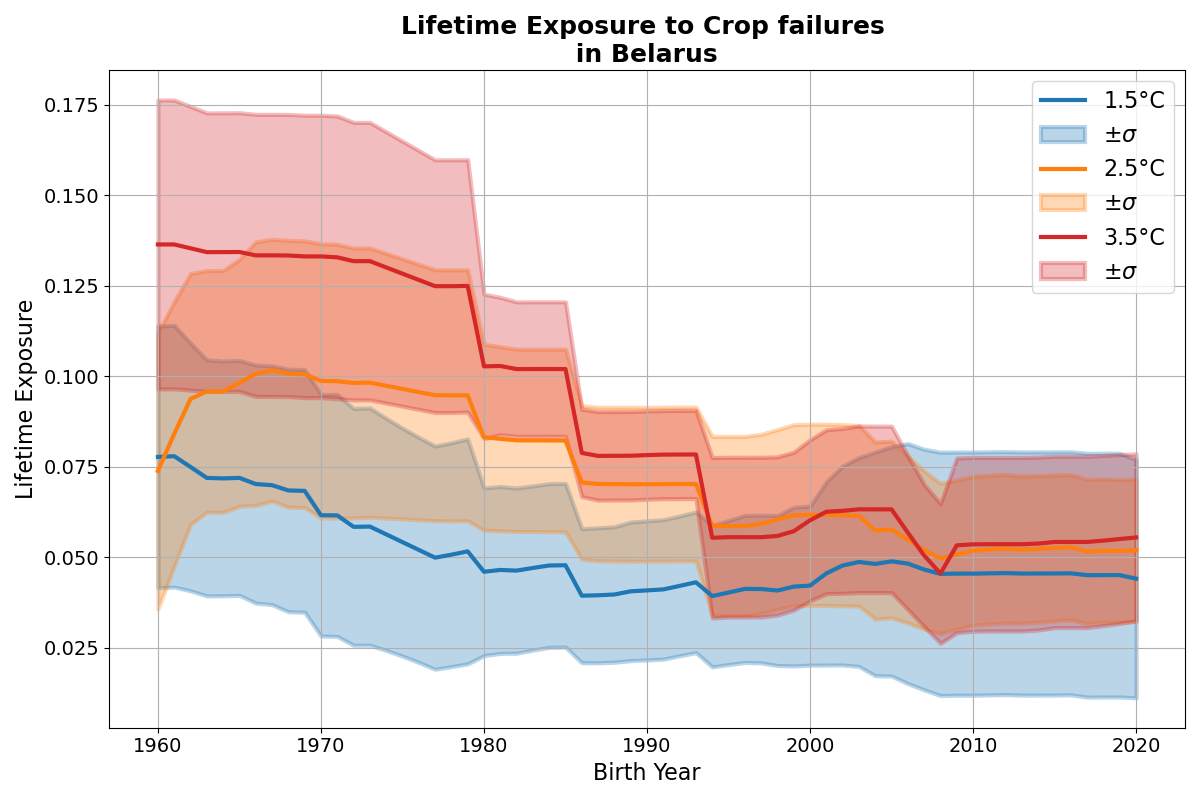 Lifetime Exposure to Crop failures
in Belarus
Lifetime Exposure
0.175
0.150
0.125
0.100
0.075
0.050
0.025
1960
1970
1980
1990
2000
2010
2020
Birth Year
1.5°C
±σ
2.5°C
±σ
3.5°C
±σ